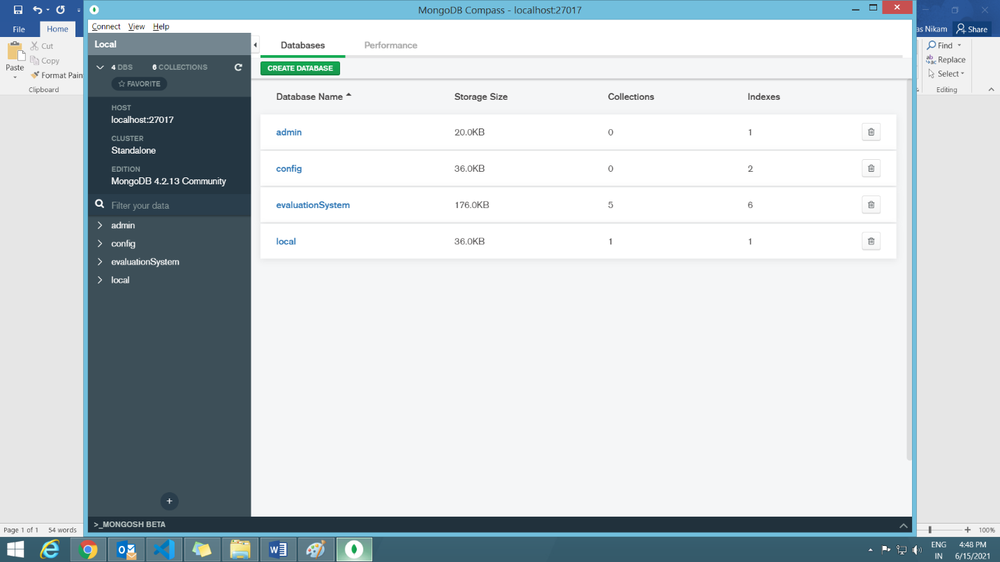 MongoDB Compass - localhost:27017
File
Home
as Nikam
Share
Paste
Cut
Copy
Format Pain
Clipboard
Find
Replace
Select
Editing
Connect View Help
Local
4 DBS 6 COLLECTIONS
FAVORITE
HOST
localhost:27017
CLUSTER
Standalone
EDITION
MongoDB 4.2.13 Community
Filter your data
admin
config
evaluationSystem
local
Databases Performance
CREATE DATABASE
Database Name Storage Size Collections Indexes
admin 20.0KB 0 1
config 36.0KB 0 2
evaluationSystem 176.0KB 5 6
local 36.0KB 1 1
>_MONGOSH BETA
Page 1 of 1 54 words
100%
ENG
IN
4:48 PM
6/15/2021